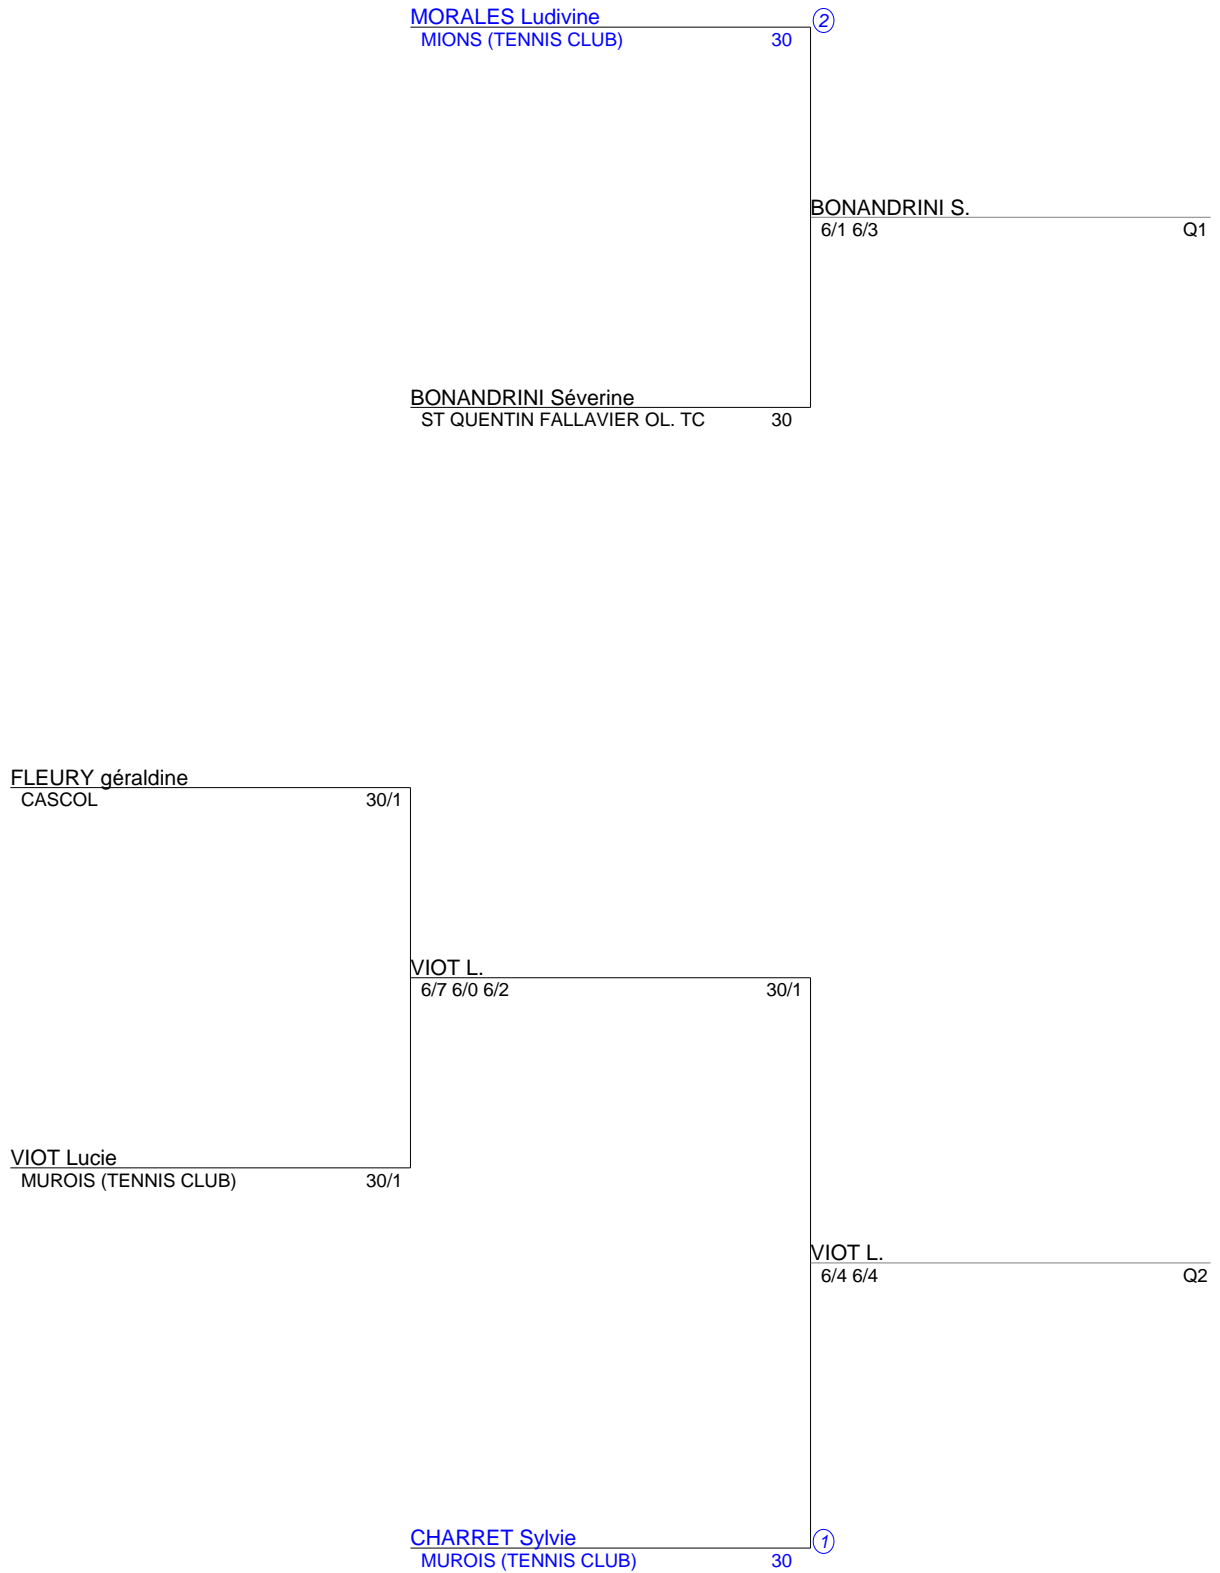 MORALES Ludivine 2
MIONS (TENNIS CLUB) 30
BONANDRINI S.
6/1 6/3 Q1
BONANDRINI Séverine
ST QUENTIN FALLAVIER OL. TC 30
FLEURY géraldine
CASCOL 30/1
VIOT L.
6/7 6/0 6/2 30/1
VIOT Lucie
MUROIS (TENNIS CLUB) 30/1
VIOT L.
6/4 6/4 Q2
CHARRET Sylvie 1
MUROIS (TENNIS CLUB) 30